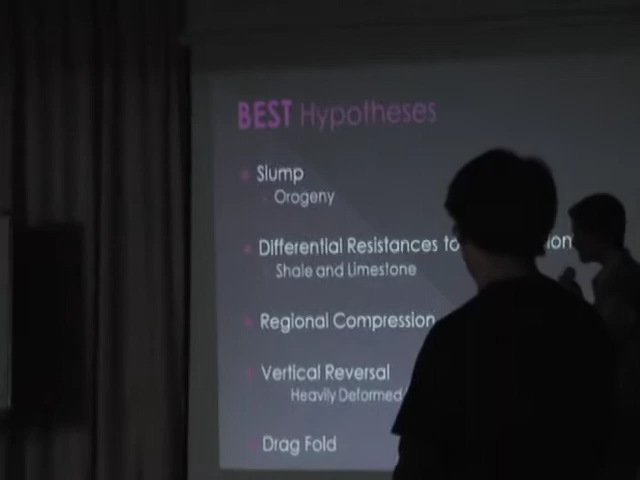 BEST Hypotheses
Slump
Orogeny
Differential Resistances to
Shale and Limestone
Regional Compression
Vertical Reversal
Heavily Deformed
Drag Fold